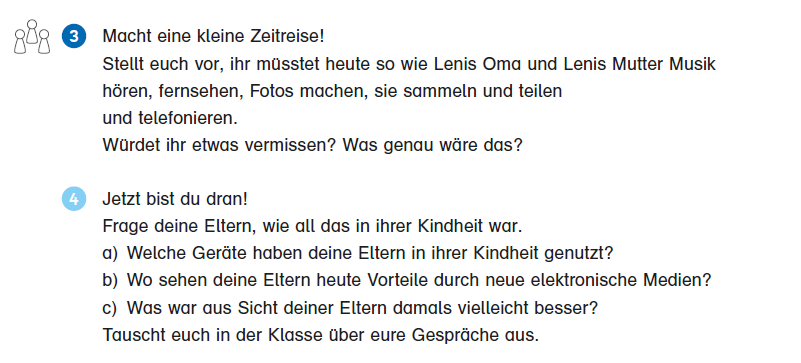 3 Macht eine kleine Zeitreise!
Stellt euch vor, ihr müsstet heute so wie Lenis Oma und Lenis Mutter Musik
hören, fernsehen, Fotos machen, sie sammeln und teilen
und telefonieren.
Würdet ihr etwas vermissen? Was genau wäre das?
4 Jetzt bist du dran!
Frage deine Eltern, wie all das in ihrer Kindheit war.
a) Welche Geräte haben deine Eltern in ihrer Kindheit genutzt?
b) Wo sehen deine Eltern heute Vorteile durch neue elektronische Medien?
c) Was war aus Sicht deiner Eltern damals vielleicht besser?
Tauscht euch in der Klasse über eure Gespräche aus.